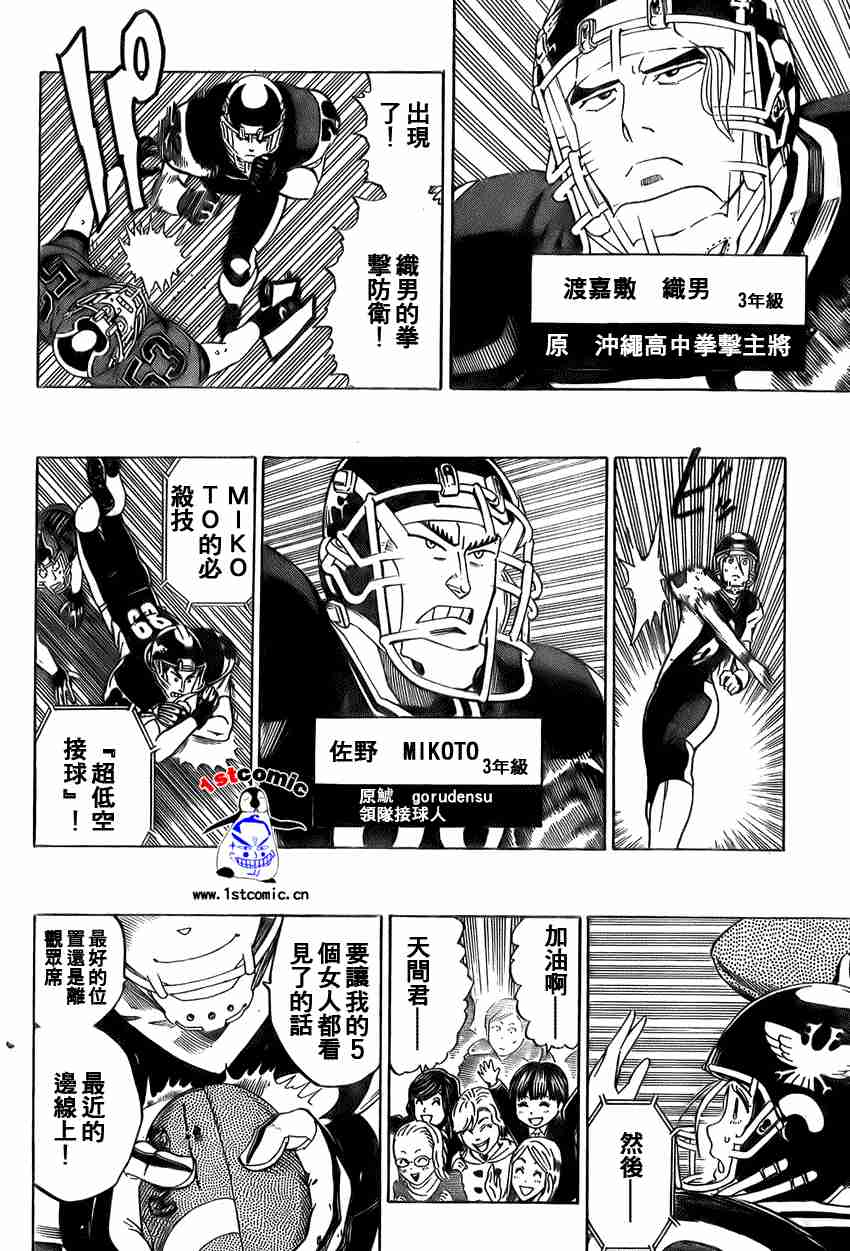 渡嘉敷 織男 3年級
原 沖繩高中拳擊主將
出現
了！
織男的拳
擊防衛！
ビッ
佐野 MIKOTO 3年級
原鯱 gorudensu
領隊接球人
MIKO
TO的必
殺技
『超低空
接球』！
1stcomic
www.1stcomic.cn
然後—
加油啊—
天間君—
要讓我的5
個女人都看
見了的話
最好的位
置還是離
觀眾席
最近的
邊線上！